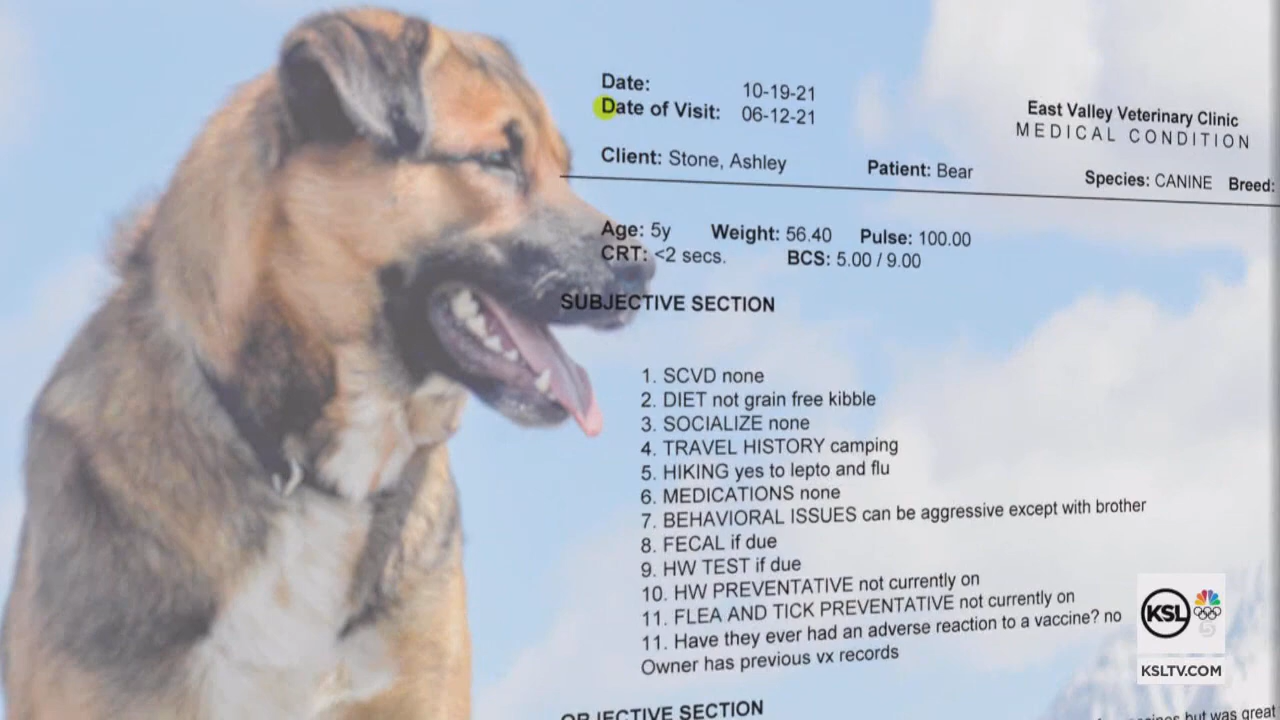 Date: 10-19-21
Date of Visit: 06-12-21
East Valley Veterinary Clinic
MEDICAL CONDITION
Client: Stone, Ashley Patient: Bear Species: CANINE Breed:
Age: 5y Weight: 56.40 Pulse: 100.00
CRT: <2 secs. BCS: 5.00 / 9.00
SUBJECTIVE SECTION
1. SCVD none
2. DIET not grain free kibble
3. SOCIALIZE none
4. TRAVEL HISTORY camping
5. HIKING yes to lepto and flu
6. MEDICATIONS none
7. BEHAVIORAL ISSUES can be aggressive except with brother
8. FECAL if due
9. HW TEST if due
10. HW PREVENTATIVE not currently on
11. FLEA AND TICK PREVENTATIVE not currently on
11. Have they ever had an adverse reaction to a vaccine? no
Owner has previous vx records
OBJECTIVE SECTION
but was great
KSL 5
KSLTV.COM